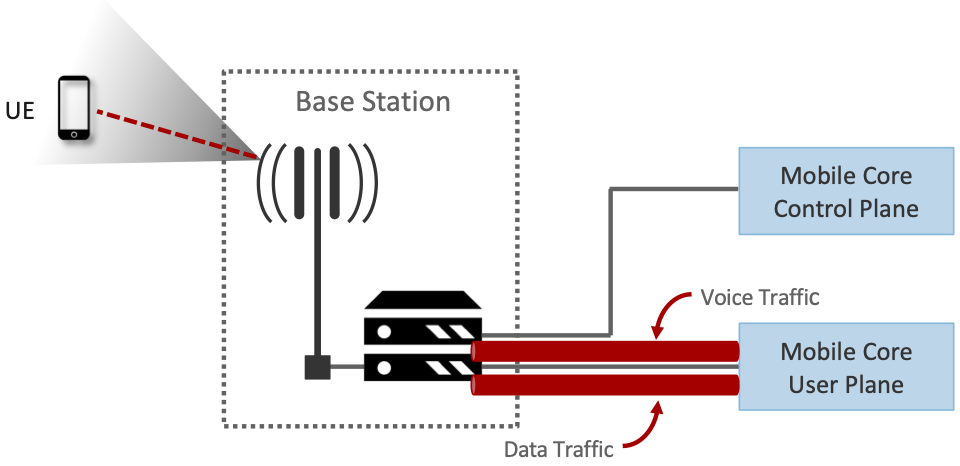 Base Station
UE
Mobile Core
Control Plane
Voice Traffic
Mobile Core
User Plane
Data Traffic